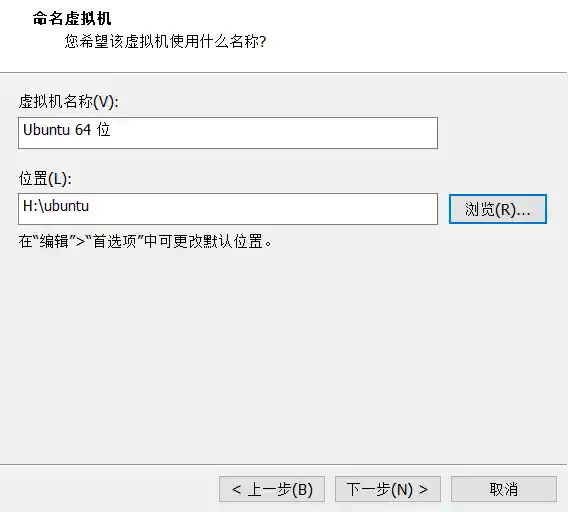 命名虚拟机
您希望该虚拟机使用什么名称?
虚拟机名称(V):
Ubuntu 64 位
位置(L):
H:\ubuntu
浏览(R)...
在“编辑”>“首选项”中可更改默认位置。
< 上一步(B)
下一步(N) >
取消